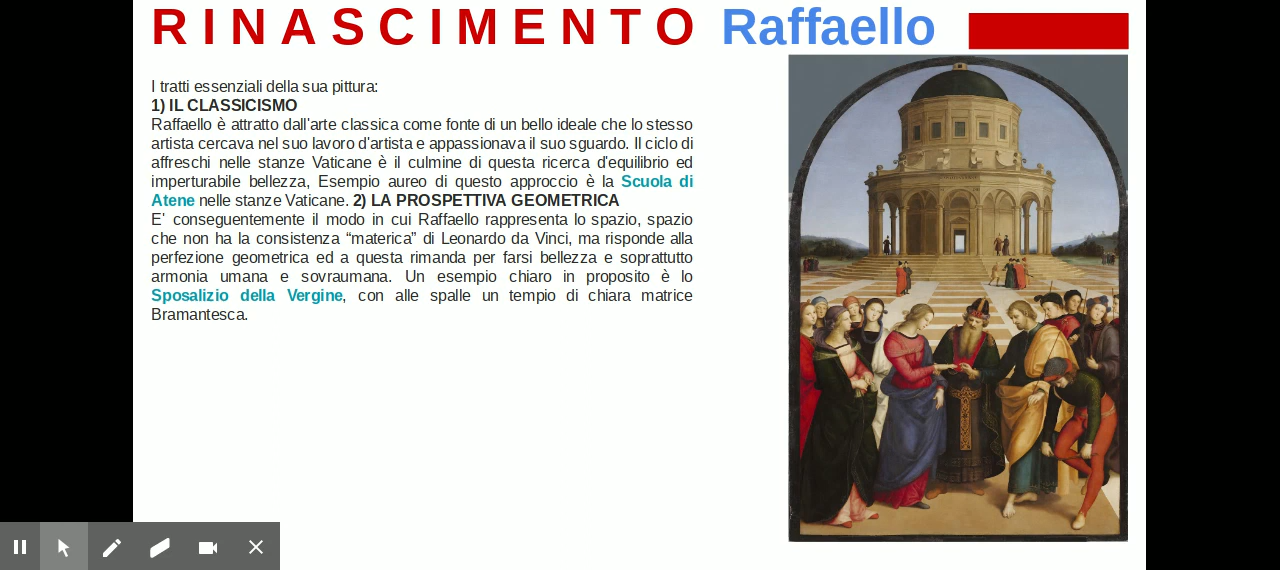 RINASCIMENTO Raffaello
I tratti essenziali della sua pittura:
1) IL CLASSICISMO
Raffaello è attratto dall'arte classica come fonte di un bello ideale che lo stesso
artista cercava nel suo lavoro d'artista e appassionava il suo sguardo. Il ciclo di
affreschi nelle stanze Vaticane è il culmine di questa ricerca d'equilibrio ed
imperturbabile bellezza, Esempio aureo di questo approccio è la Scuola di
Atene nelle stanze Vaticane. 2) LA PROSPETTIVA GEOMETRICA
E' conseguentemente il modo in cui Raffaello rappresenta lo spazio, spazio
che non ha la consistenza “materica” di Leonardo da Vinci, ma risponde alla
perfezione geometrica ed a questa rimanda per farsi bellezza e soprattutto
armonia umana e sovraumana. Un esempio chiaro in proposito è lo
Sposalizio della Vergine, con alle spalle un tempio di chiara matrice
Bramantesca.